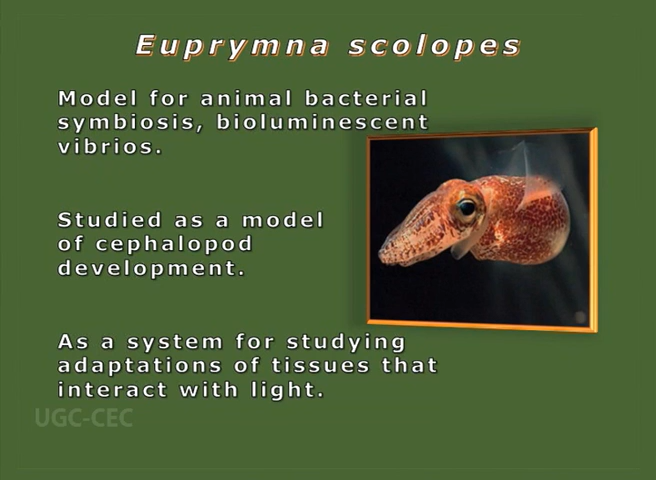 Euprymna scolopes
Model for animal bacterial
symbiosis, bioluminescent
vibrios.
Studied as a model
of cephalopod
development.
As a system for studying
adaptations of tissues that
interact with light.
UGC-CEC